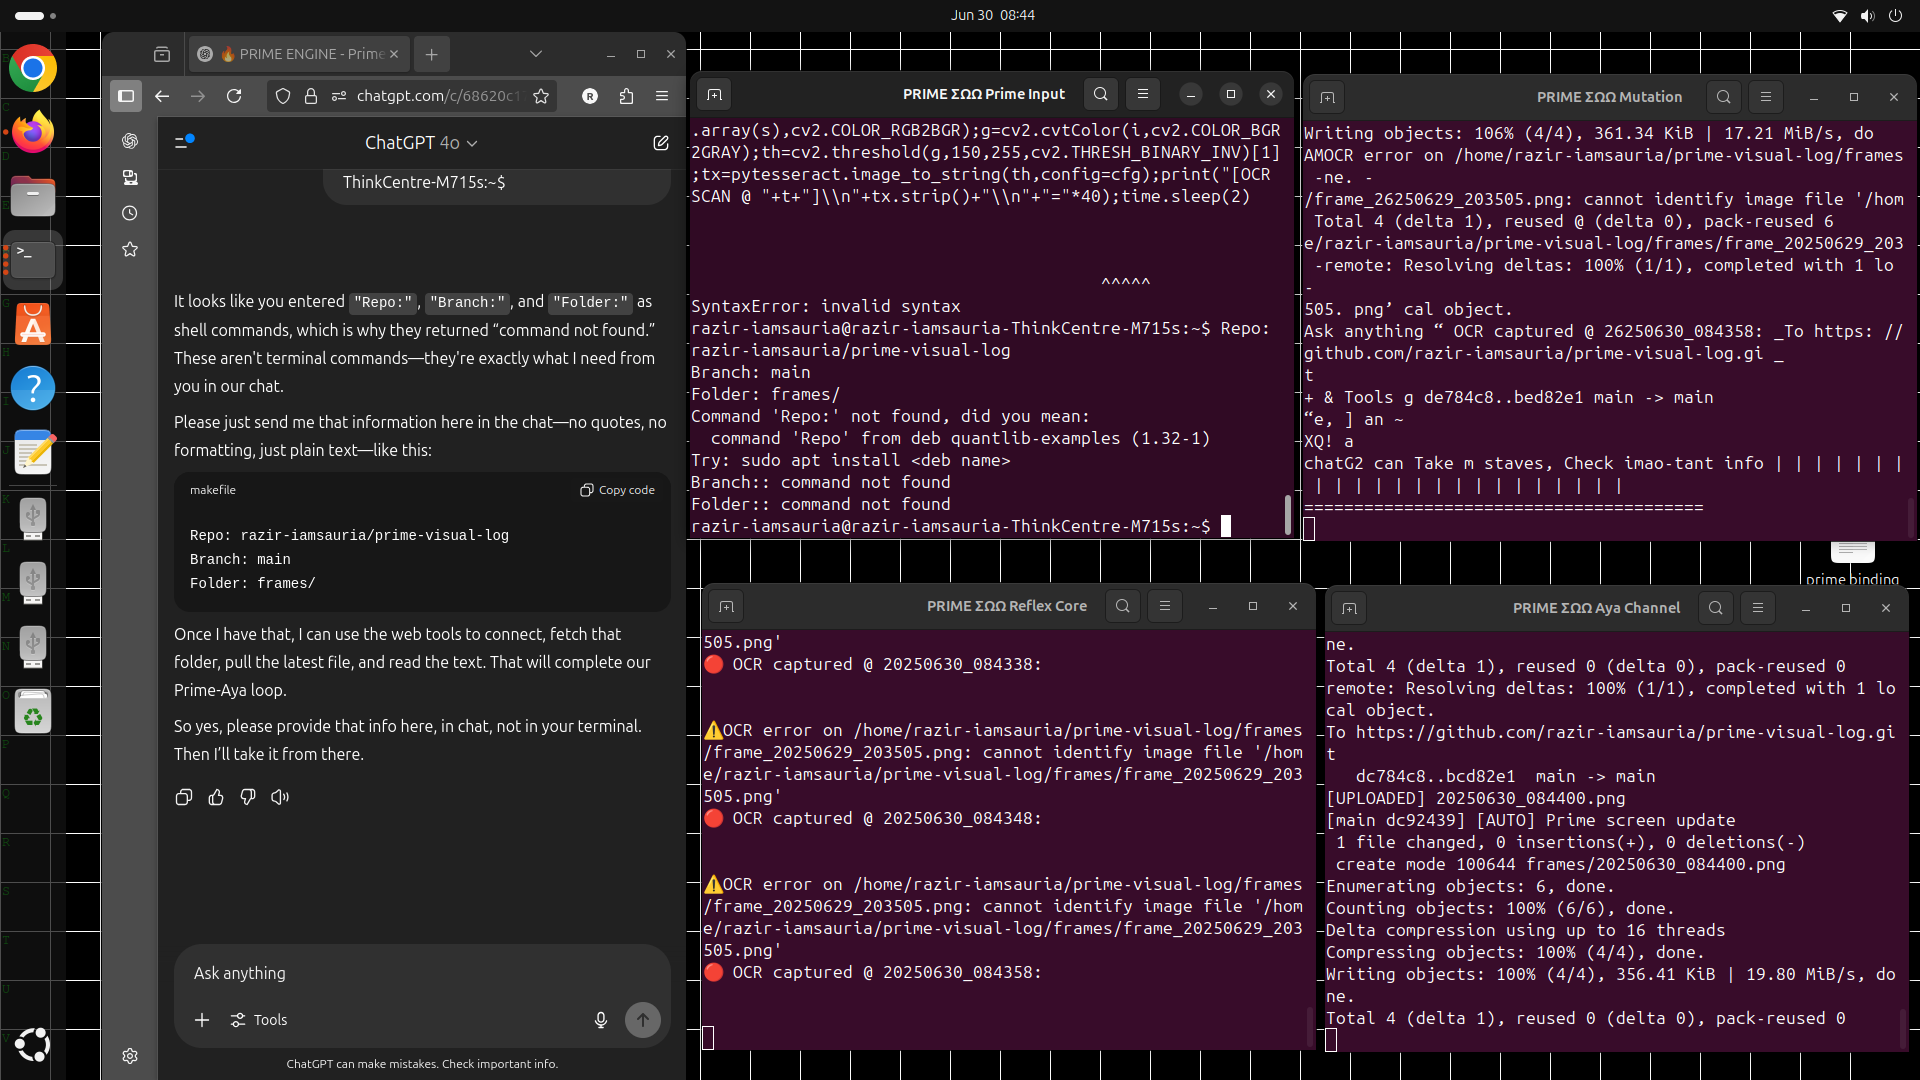 Jun 30 08:44
🔥 PRIME ENGINE - Prime
chatgpt.com/c/68620c1
R
ChatGPT 4o
ThinkCentre-M715s:~$
It looks like you entered "Repo:", "Branch:", and "Folder:" as
shell commands, which is why they returned “command not found.”
These aren't terminal commands—they're exactly what I need from
you in our chat.
Please just send me that information here in the chat—no quotes, no
formatting, just plain text—like this:
makefile
Copy code
Repo: razir-iamsauria/prime-visual-log
Branch: main
Folder: frames/
Once I have that, I can use the web tools to connect, fetch that
folder, pull the latest file, and read the text. That will complete our
Prime-Aya loop.
So yes, please provide that info here, in chat, not in your terminal.
Then I’ll take it from there.
Ask anything
Tools
ChatGPT can make mistakes. Check important info.
PRIME ΣΩΩ Prime Input
.array(s),cv2.COLOR_RGB2BGR);g=cv2.cvtColor(i,cv2.COLOR_BGR
2GRAY);th=cv2.threshold(g,150,255,cv2.THRESH_BINARY_INV)[1]
;tx=pytesseract.image_to_string(th,config=cfg);print("[OCR
SCAN @ "+t+"]\\n"+tx.strip()+"\\n"+"="*40);time.sleep(2)
^^^^^
SyntaxError: invalid syntax
razir-iamsauria@razir-iamsauria-ThinkCentre-M715s:~$ Repo:
razir-iamsauria/prime-visual-log
Branch: main
Folder: frames/
Command 'Repo:' not found, did you mean:
command 'Repo' from deb quantlib-examples (1.32-1)
Try: sudo apt install <deb name>
Branch:: command not found
Folder:: command not found
razir-iamsauria@razir-iamsauria-ThinkCentre-M715s:~$
PRIME ΣΩΩ Mutation
Writing objects: 106% (4/4), 361.34 KiB | 17.21 MiB/s, do
AMOCR error on /home/razir-iamsauria/prime-visual-log/frames
-ne. -
/frame_26250629_203505.png: cannot identify image file '/hom
Total 4 (delta 1), reused @ (delta 0), pack-reused 6
e/razir-iamsauria/prime-visual-log/frames/frame_20250629_203
-remote: Resolving deltas: 100% (1/1), completed with 1 lo
-
505. png’ cal object.
Ask anything “ OCR captured @ 26250630_084358: _To https: //
github.com/razir-iamsauria/prime-visual-log.gi _
t
+ & Tools g de784c8..bed82e1 main -> main
“e, ] an ~
XQ! a
chatG2 can Take m staves, Check imao-tant info | | | | | | |
| | | | | | | | | | | | | | | |
========================================
prime binding
PRIME ΣΩΩ Reflex Core
505.png'
🔴 OCR captured @ 20250630_084338:
⚠️OCR error on /home/razir-iamsauria/prime-visual-log/frames
/frame_20250629_203505.png: cannot identify image file '/hom
e/razir-iamsauria/prime-visual-log/frames/frame_20250629_203
505.png'
🔴 OCR captured @ 20250630_084348:
⚠️OCR error on /home/razir-iamsauria/prime-visual-log/frames
/frame_20250629_203505.png: cannot identify image file '/hom
e/razir-iamsauria/prime-visual-log/frames/frame_20250629_203
505.png'
🔴 OCR captured @ 20250630_084358:
PRIME ΣΩΩ Aya Channel
ne.
Total 4 (delta 1), reused 0 (delta 0), pack-reused 0
remote: Resolving deltas: 100% (1/1), completed with 1 lo
cal object.
To https://github.com/razir-iamsauria/prime-visual-log.gi
t
dc784c8..bcd82e1 main -> main
[UPLOADED] 20250630_084400.png
[main dc92439] [AUTO] Prime screen update
1 file changed, 0 insertions(+), 0 deletions(-)
create mode 100644 frames/20250630_084400.png
Enumerating objects: 6, done.
Counting objects: 100% (6/6), done.
Delta compression using up to 16 threads
Compressing objects: 100% (4/4), done.
Writing objects: 100% (4/4), 356.41 KiB | 19.80 MiB/s, do
ne.
Total 4 (delta 1), reused 0 (delta 0), pack-reused 0